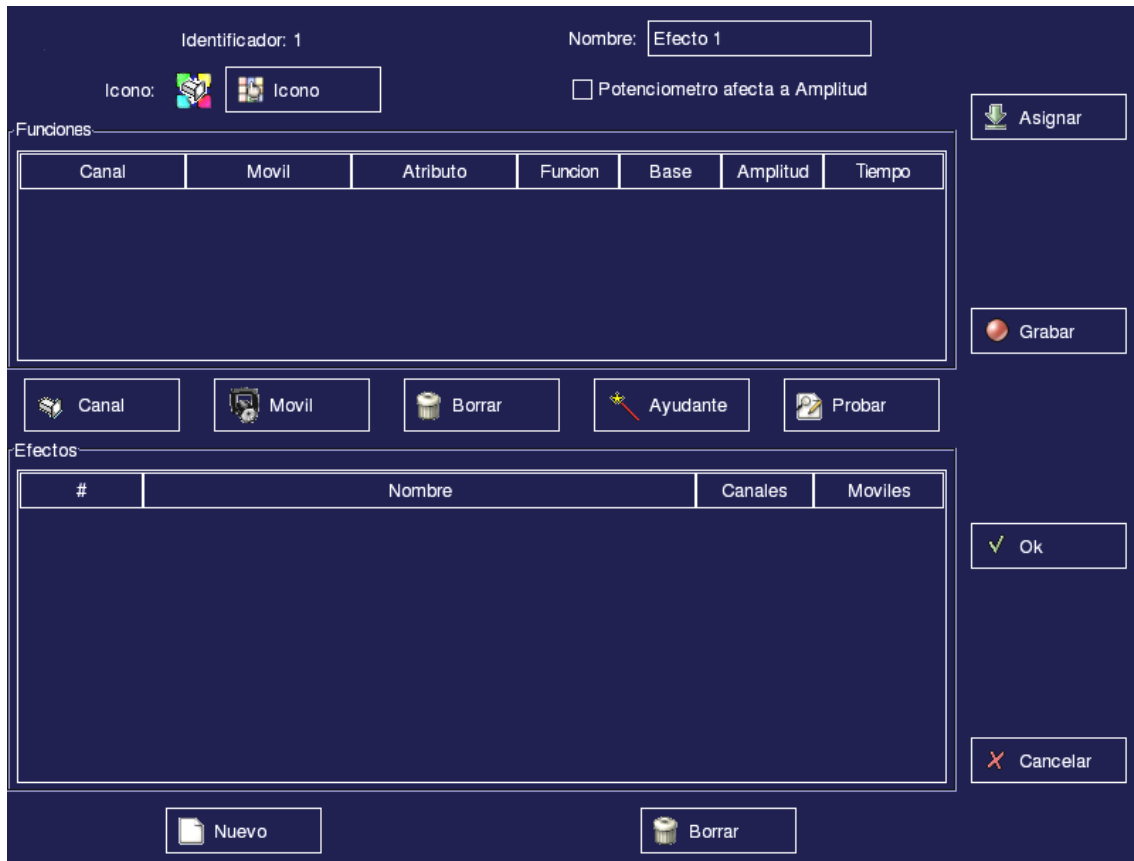 Identificador: 1
Nombre: Efecto 1
Icono: Icono
Potenciometro afecta a Amplitud
Asignar
Funciones
Canal Movil Atributo Funcion Base Amplitud Tiempo
Grabar
Canal Movil Borrar Ayudante Probar
Efectos
# Nombre Canales Moviles
Ok
Cancelar
Nuevo Borrar